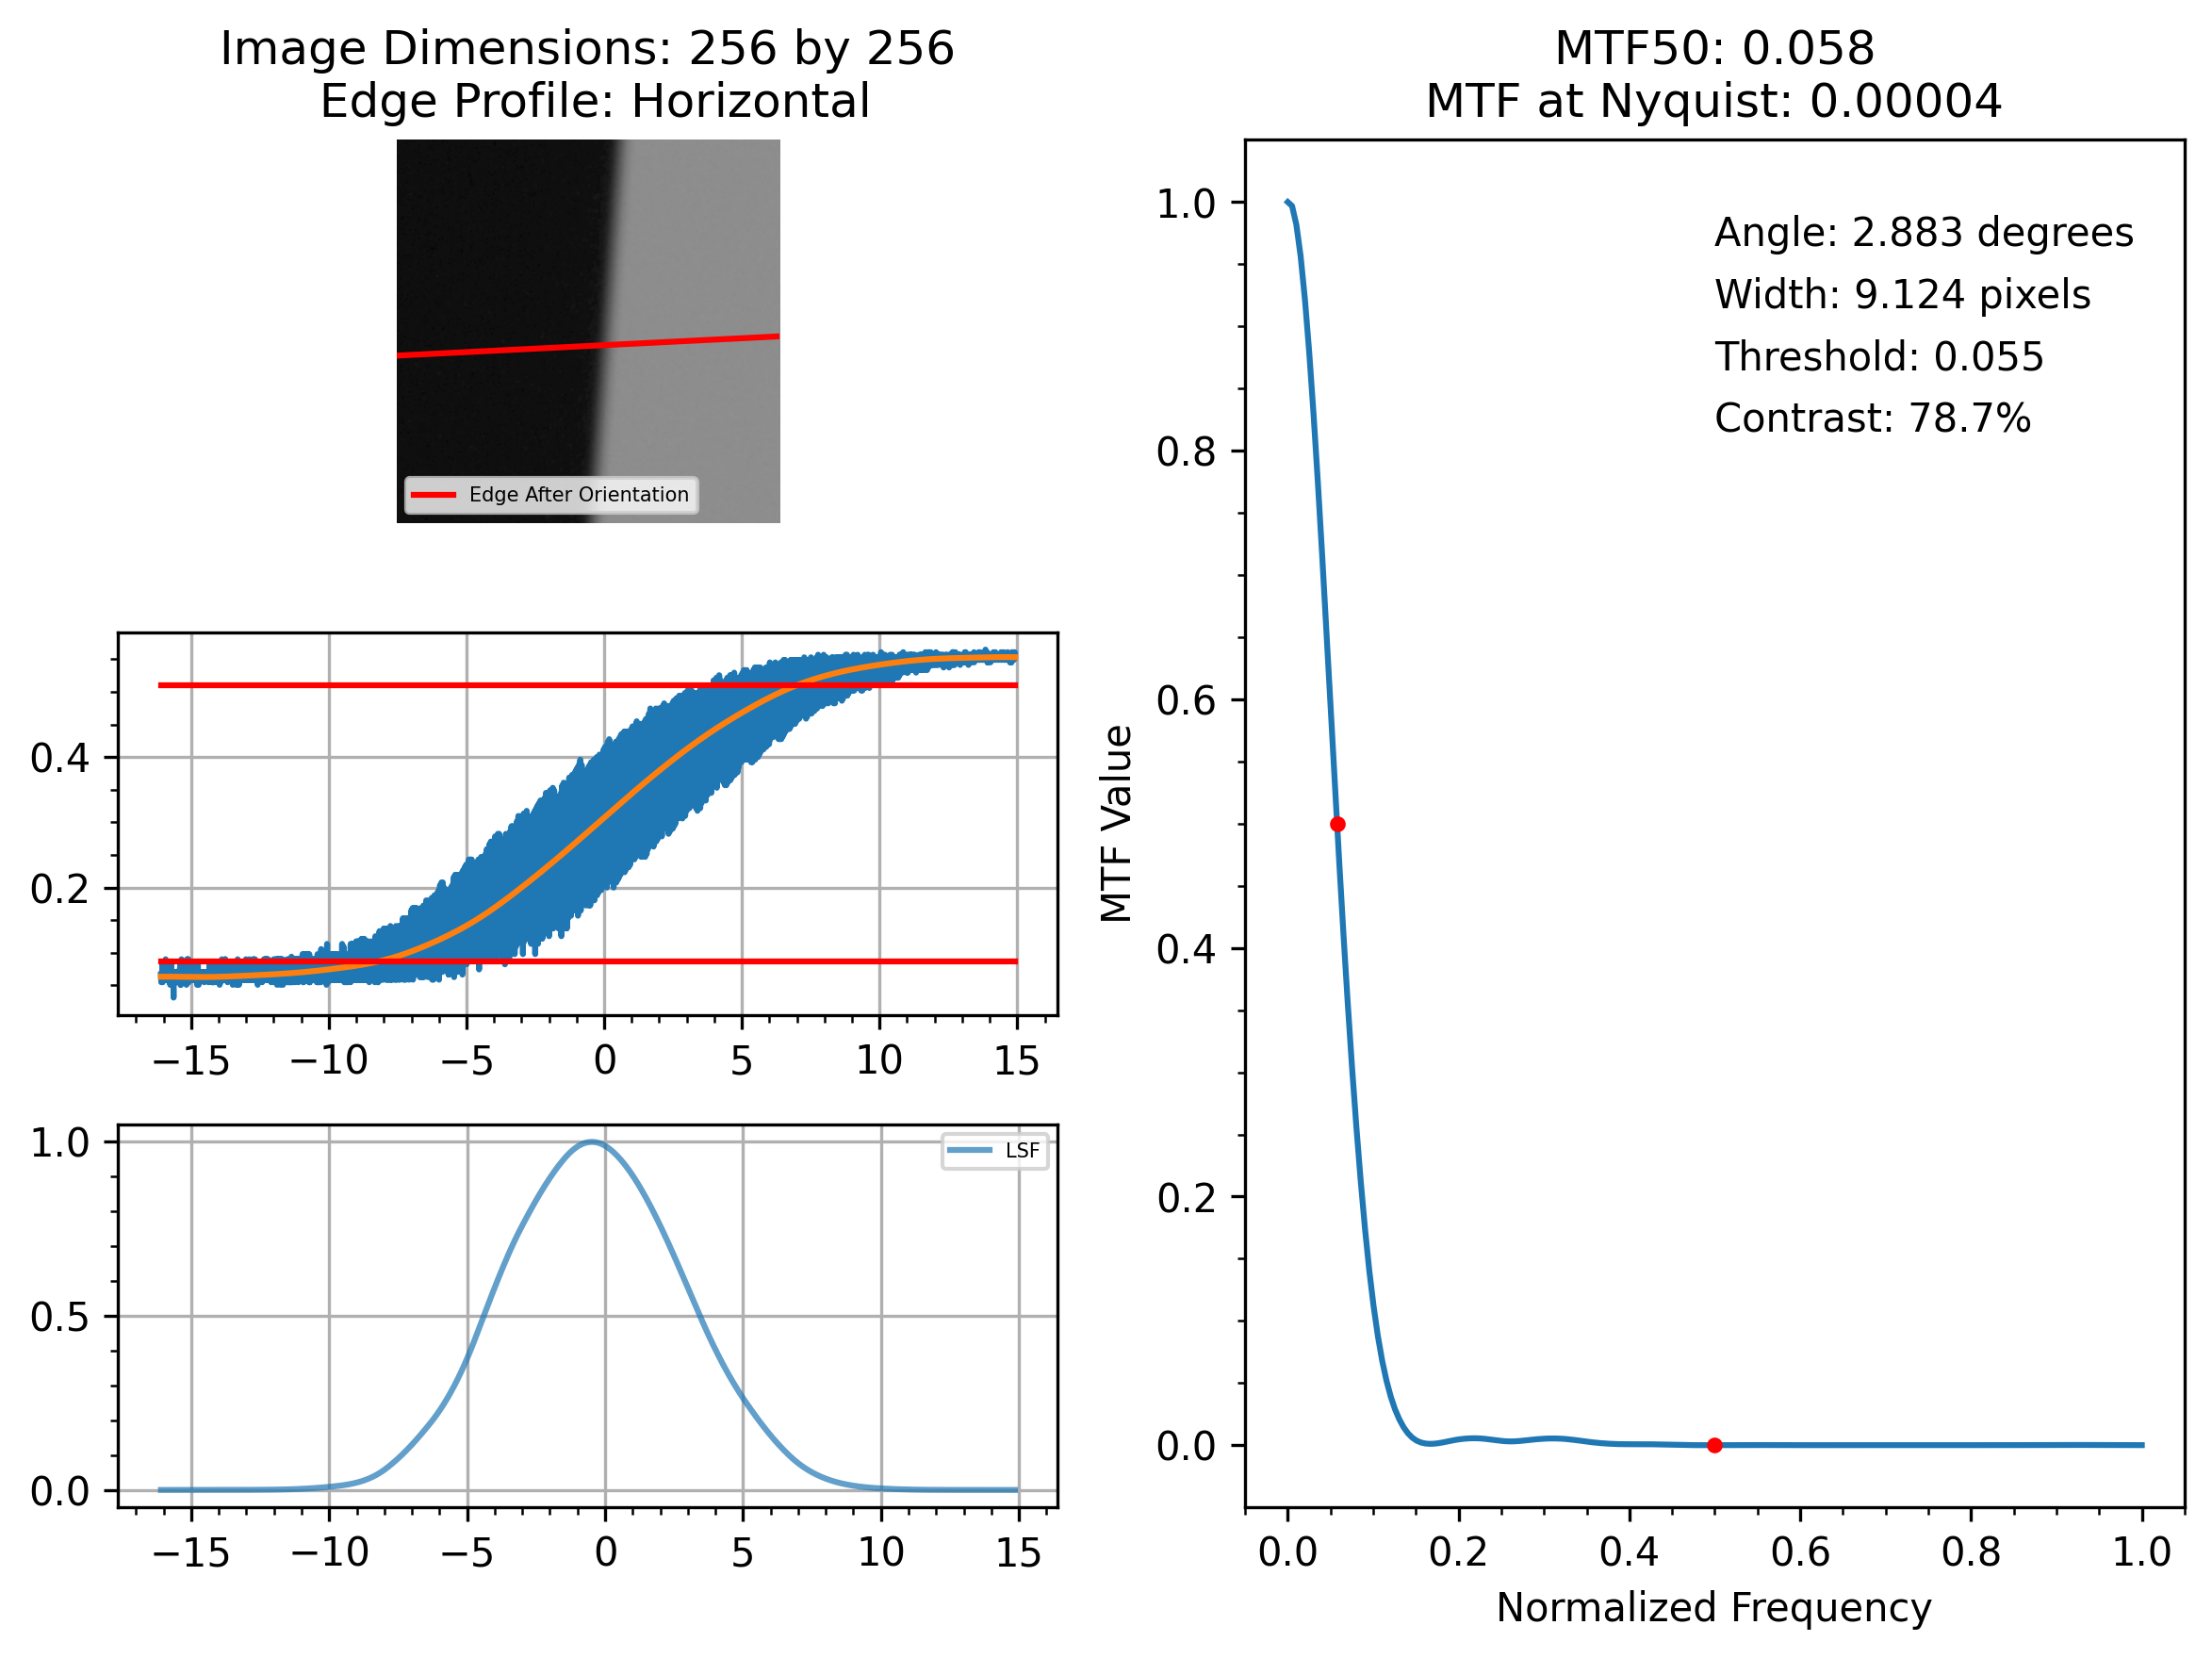 Image Dimensions: 256 by 256
Edge Profile: Horizontal
Edge After Orientation
0.4
0.2
−15 −10 −5 0 5 10 15
LSF
1.0
0.5
0.0
−15 −10 −5 0 5 10 15
MTF50: 0.058
MTF at Nyquist: 0.00004
Angle: 2.883 degrees
Width: 9.124 pixels
Threshold: 0.055
Contrast: 78.7%
MTF Value
1.0
0.8
0.6
0.4
0.2
0.0
0.0 0.2 0.4 0.6 0.8 1.0
Normalized Frequency